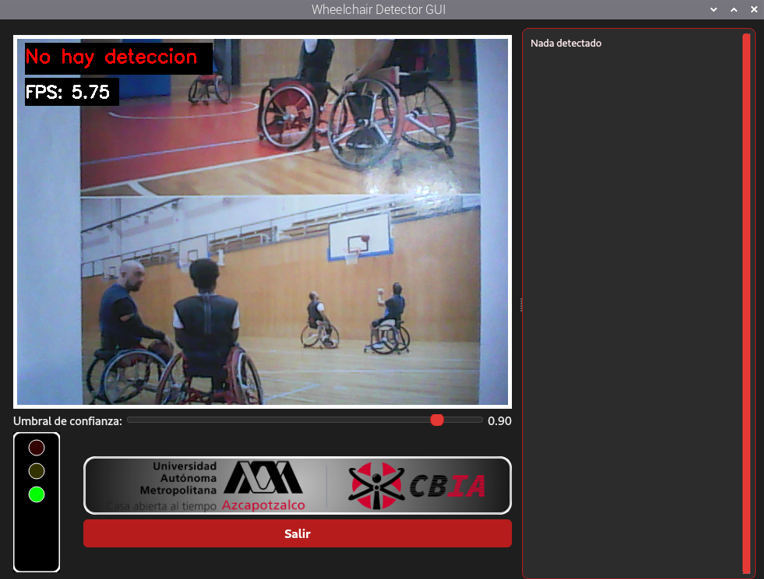 Wheelchair Detector GUI
No hay deteccion
FPS: 5.75
Nada detectado
Umbral de confianza:
0.90
Universidad
Autónoma
Metropolitana
Casa abierta al tiempo Azcapotzalco
CBIA
Salir